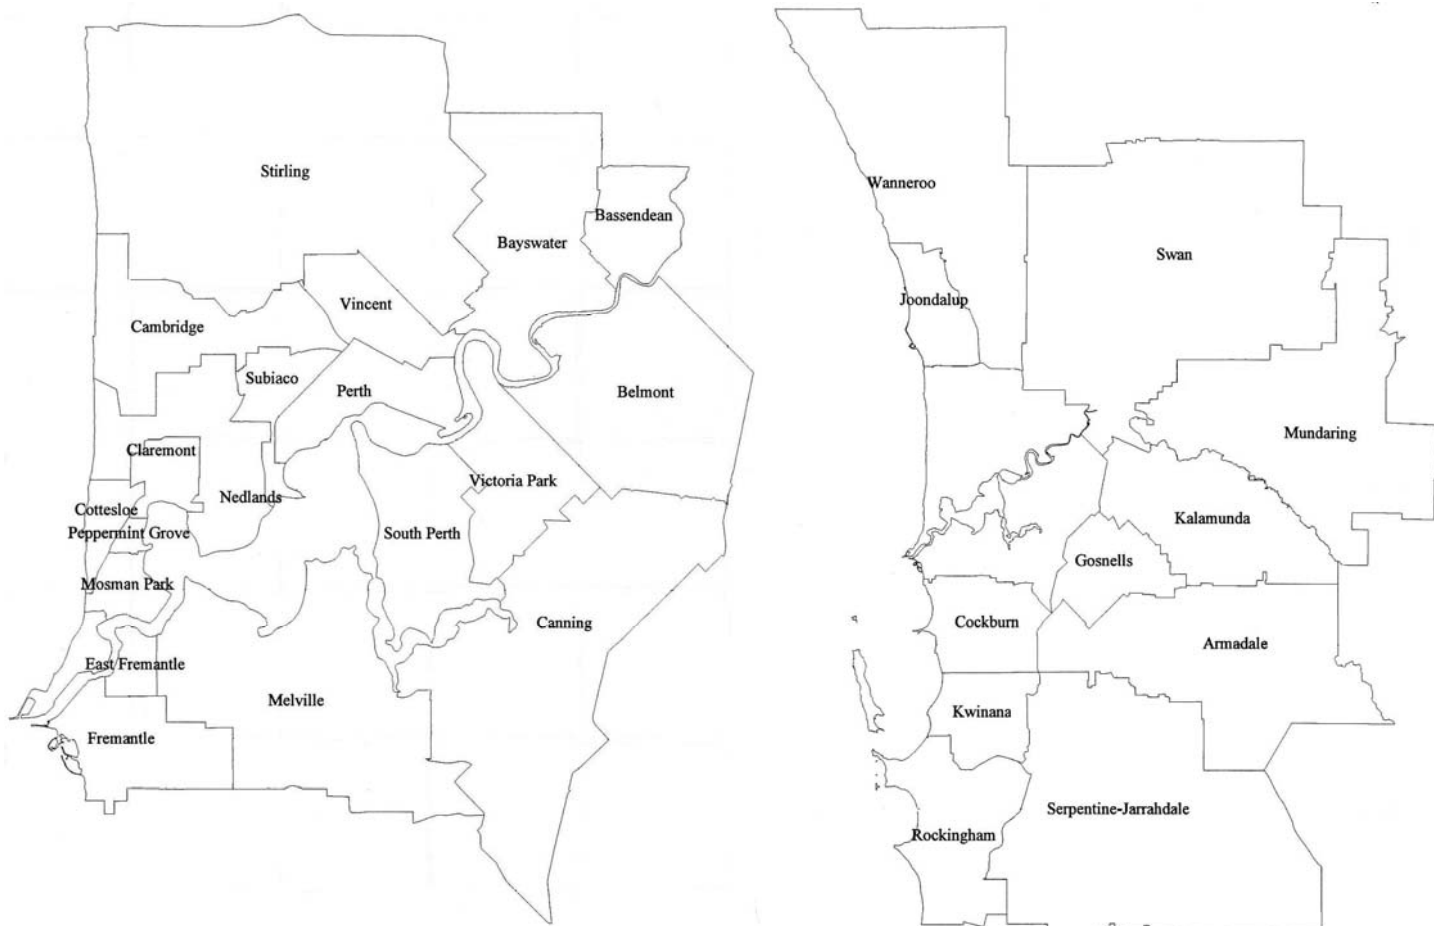 Stirling
Bassendean
Bayswater
Vincent
Cambridge
Subiaco
Perth
Belmont
Claremont
Nedlands
Victoria Park
Cottesloe
Peppermint Grove
South Perth
Mosman Park
Canning
East Fremantle
Melville
Fremantle
Wanneroo
Swan
Joondalup
Mundaring
Kalamunda
Gosnells
Cockburn
Armadale
Kwinana
Serpentine-Jarrahdale
Rockingham